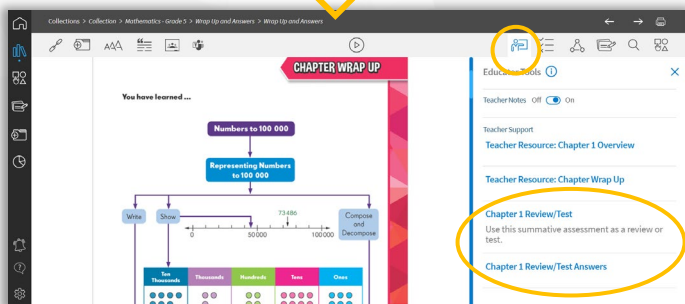 Collections > Collection > Mathematics - Grade 5 > Wrap Up and Answers > Wrap Up and Answers
AAA
CHAPTER WRAP UP
You have learned ...
Numbers to 100 000
Representing Numbers
to 100 000
Write
Show
73 486
0
50000
100000
Compose
and
Decompose
Ten
Thousands
Thousands
Hundreds
Tens
Ones
Educator Tools
Teacher Notes Off On
Teacher Support
Teacher Resource: Chapter 1 Overview
Teacher Resource: Chapter Wrap Up
Chapter 1 Review/Test
Use this summative assessment as a review or
test.
Chapter 1 Review/Test Answers